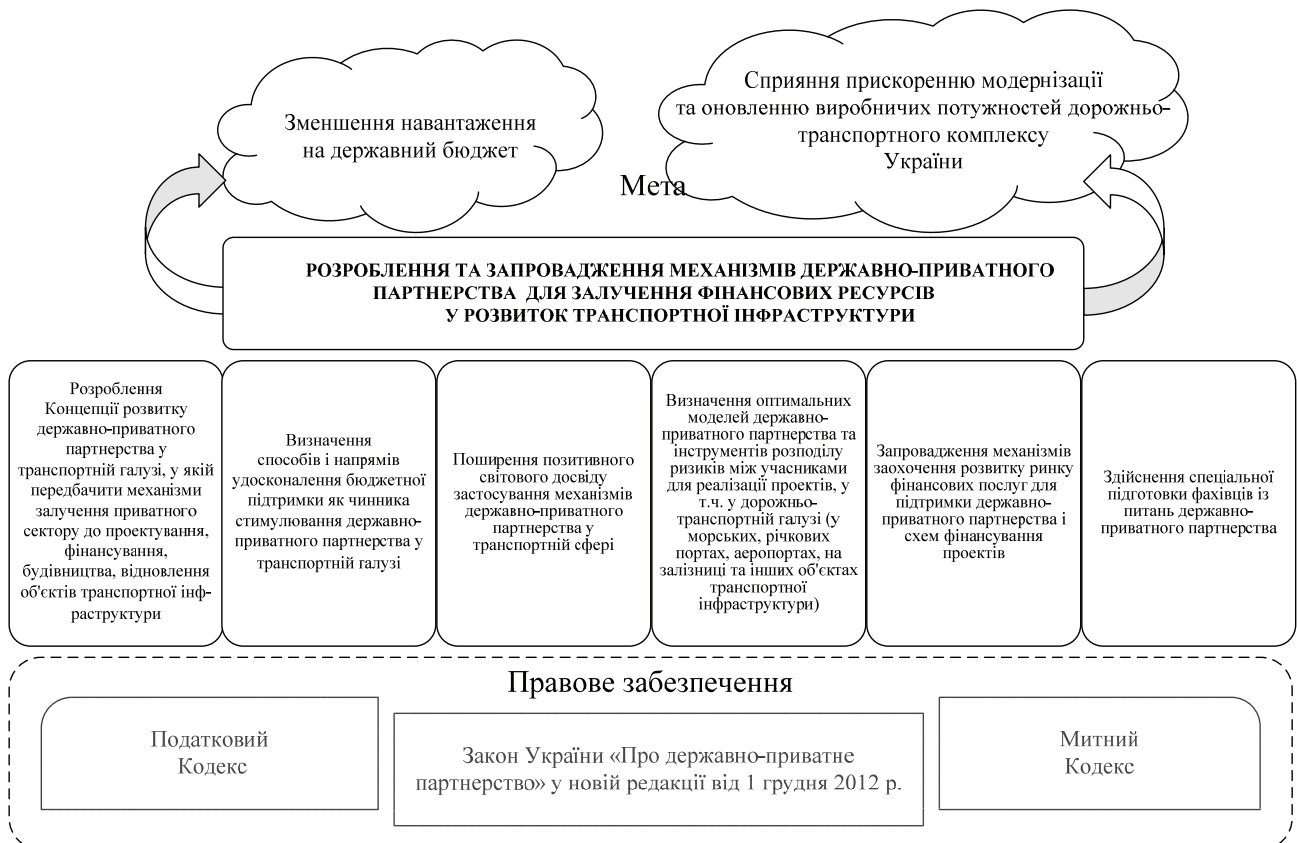 Зменшення навантаження
на державний бюджет
Сприяння прискоренню модернізації
та оновленню виробничих потужностей дорожньо-
транспортного комплексу
України
Мета
РОЗРОБЛЕННЯ ТА ЗАПРОВАДЖЕННЯ МЕХАНІЗМІВ ДЕРЖАВНО-ПРИВАТНОГО
ПАРТНЕРСТВА ДЛЯ ЗАЛУЧЕННЯ ФІНАНСОВИХ РЕСУРСІВ
У РОЗВИТОК ТРАНСПОРТНОЇ ІНФРАСТРУКТУРИ
Розроблення
Концепції розвитку
державно-приватного
партнерства у
транспортній галузі, у якій
передбачити механізми
залучення приватного
сектору до проектування,
фінансування,
будівництва, відновлення
об'єктів транспортної інф-
раструктури
Визначення
способів і напрямів
удосконалення бюджетної
підтримки як чинника
стимулювання державно-
приватного партнерства у
транспортній галузі
Поширення позитивного
світового досвіду
застосування механізмів
державно-приватного
партнерства у
транспортній сфері
Визначення оптимальних
моделей державно-
приватного партнерства та
інструментів розподілу
ризиків між учасниками
для реалізації проектів, у
т.ч. у дорожньо-
транспортній галузі (у
морських, річкових
портах, аеропортах, на
залізниці та інших об'єктах
транспортної
інфраструктури)
Запровадження механізмів
заохочення розвитку ринку
фінансових послуг для
підтримки державно-
приватного партнерства і
схем фінансування
проектів
Здійснення спеціальної
підготовки фахівців із
питань державно-
приватного партнерства
Правове забезпечення
Податковий
Кодекс
Закон України «Про державно-приватне
партнерство» у новій редакції від 1 грудня 2012 р.
Митний
Кодекс